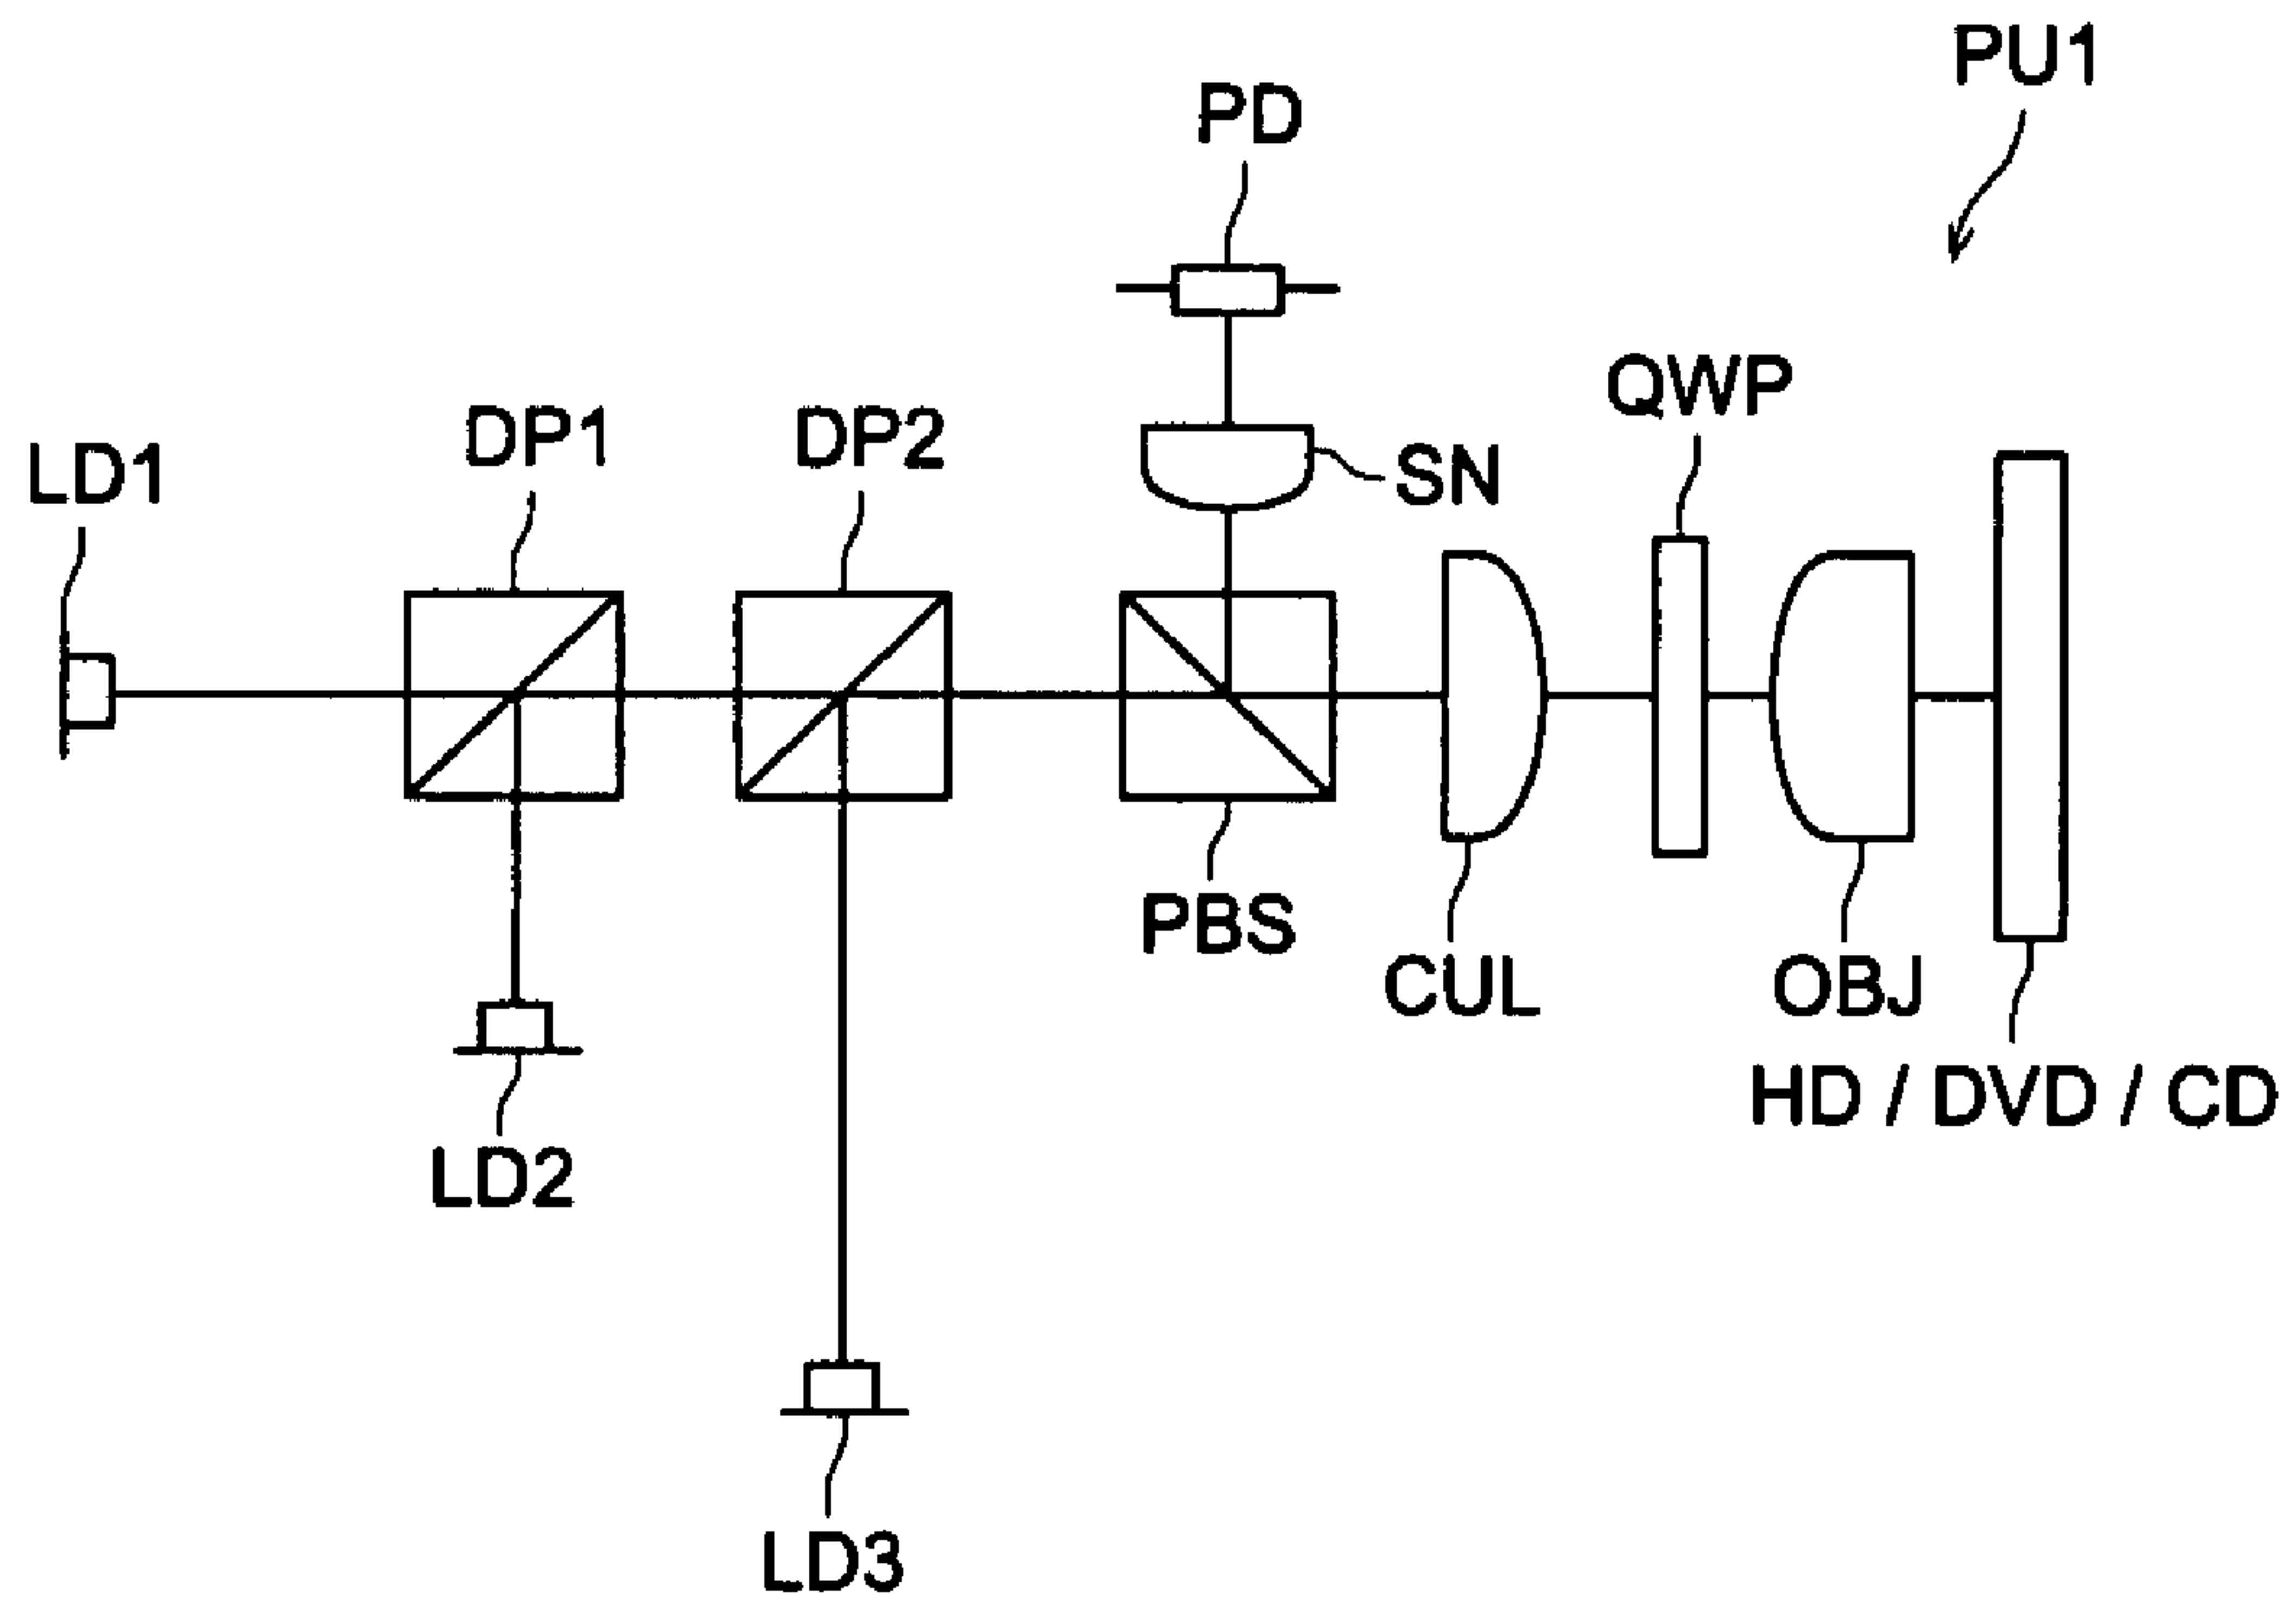 PU1
PD
QWP
DP1
DP2
LD1
SN
PBS
CUL
OBJ
HD / DVD / CD
LD2
LD3